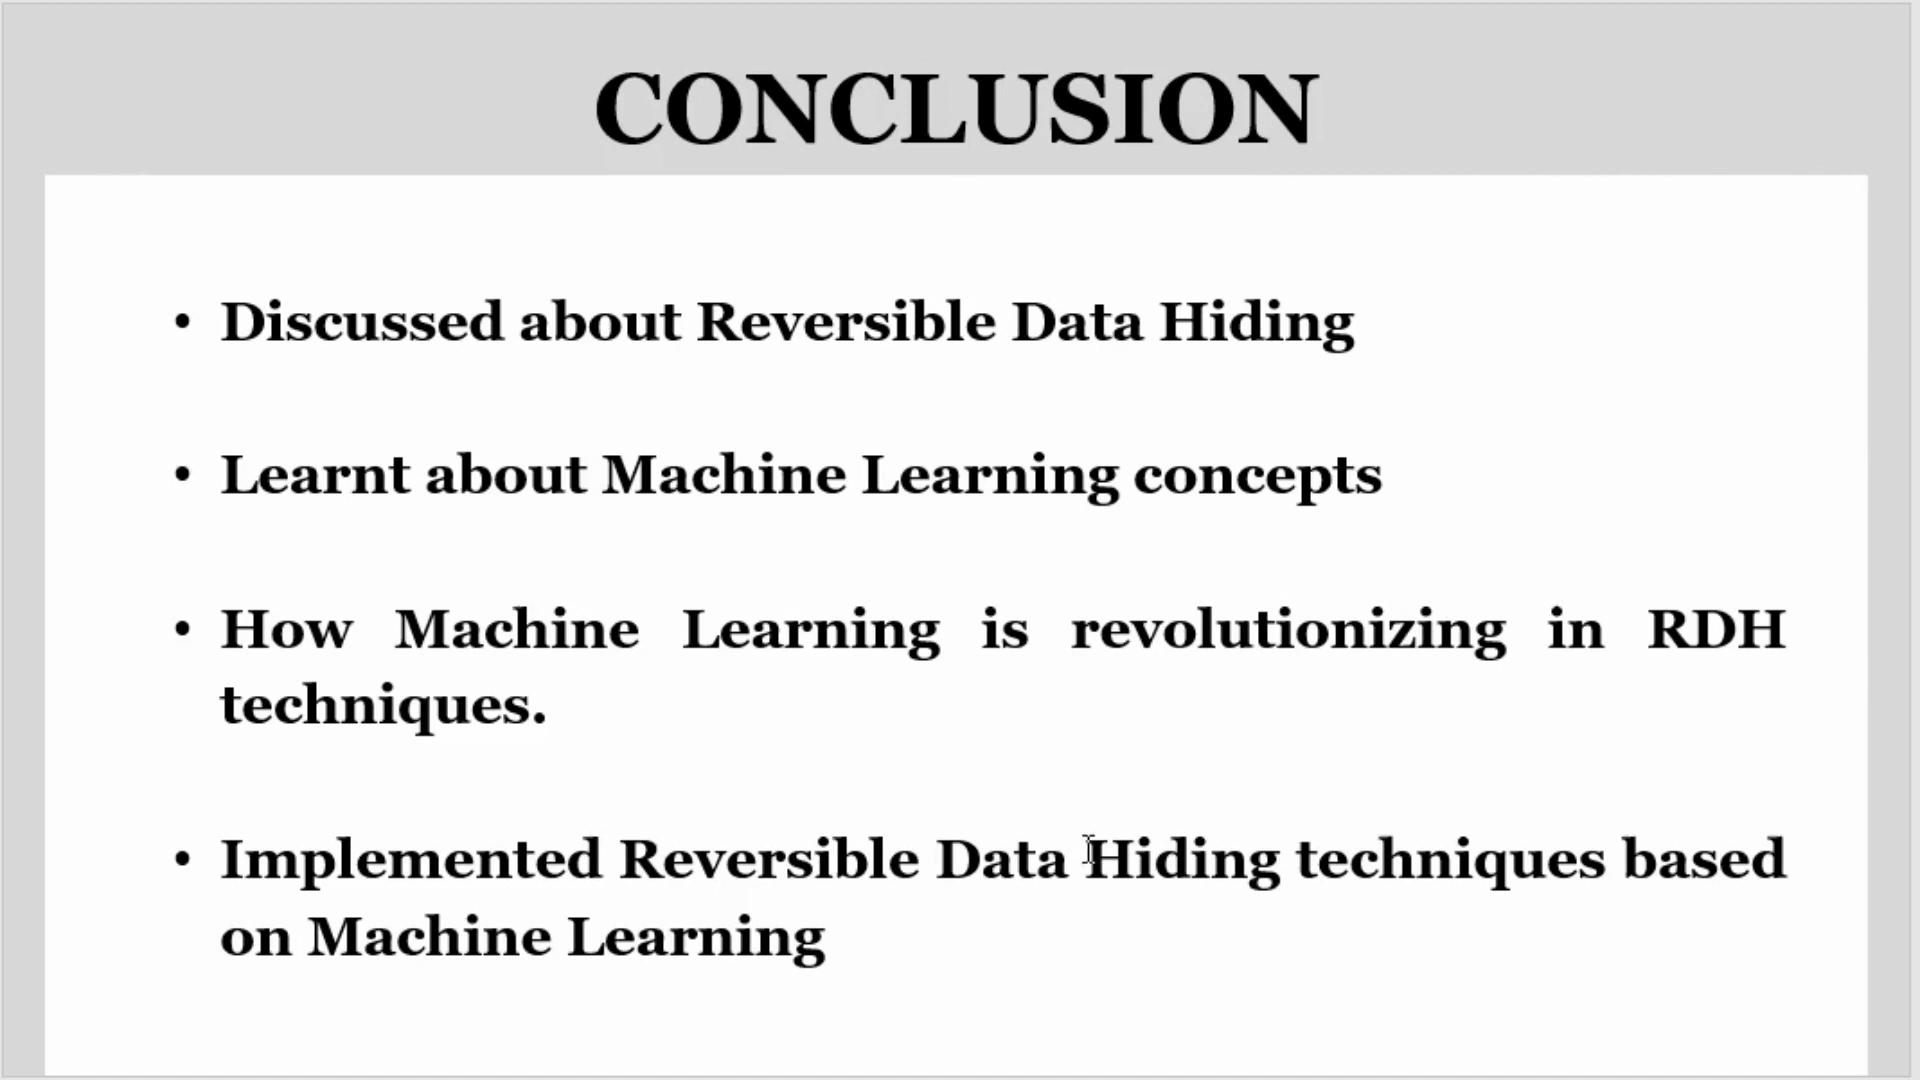 CONCLUSION
• Discussed about Reversible Data Hiding
• Learnt about Machine Learning concepts
• How Machine Learning is revolutionizing in RDH
techniques.
• Implemented Reversible Data Hiding techniques based
on Machine Learning